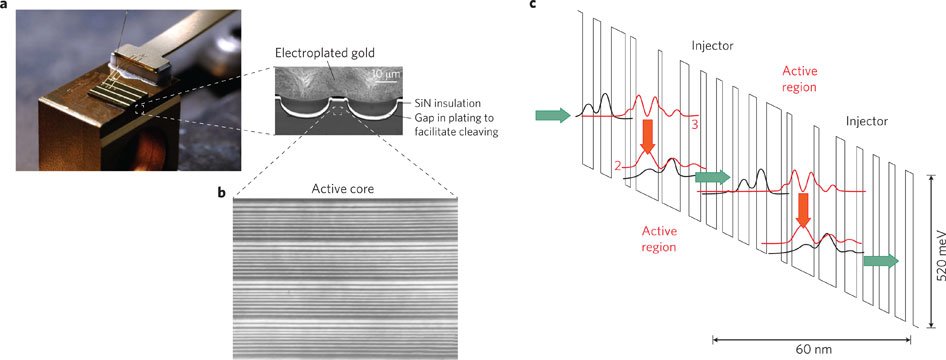 a
Electroplated gold
10 μm
SiN insulation
Gap in plating to
facilitate cleaving
b
Active core
c
Injector
Active
region
Injector
3
2
Active
region
520 meV
60 nm